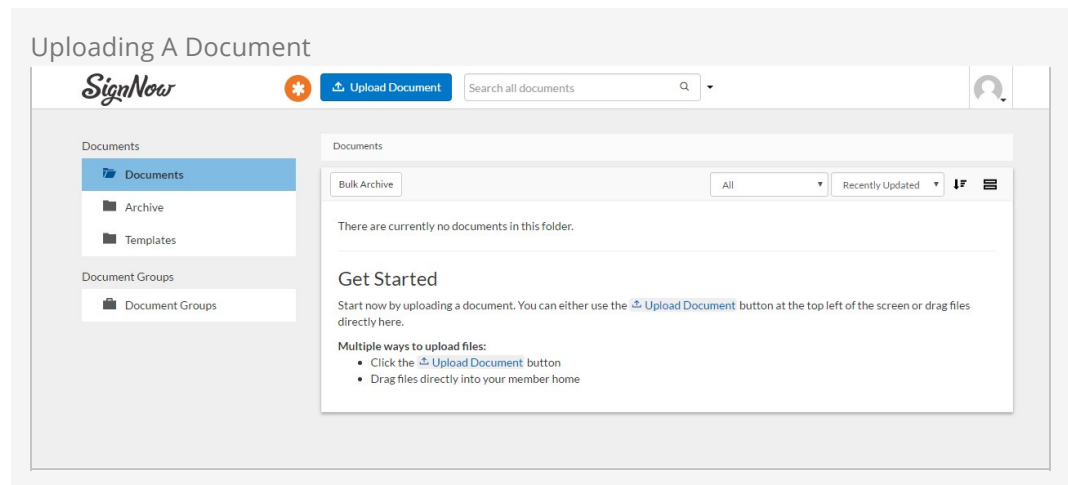 Uploading A Document
SignNow
Upload Document
Search all documents
Documents
Documents
Archive
Templates
Document Groups
Document Groups
Documents
Bulk Archive
All
Recently Updated
There are currently no documents in this folder.
Get Started
Start now by uploading a document. You can either use the Upload Document button at the top left of the screen or drag files
directly here.
Multiple ways to upload files:
• Click the Upload Document button
• Drag files directly into your member home